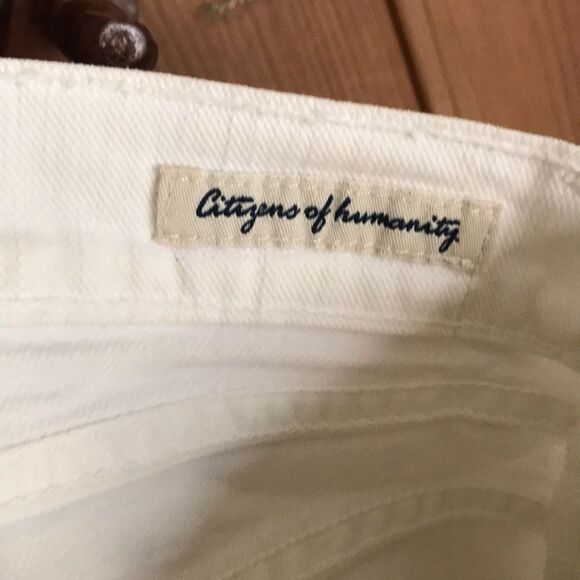 Citizens of humanity.